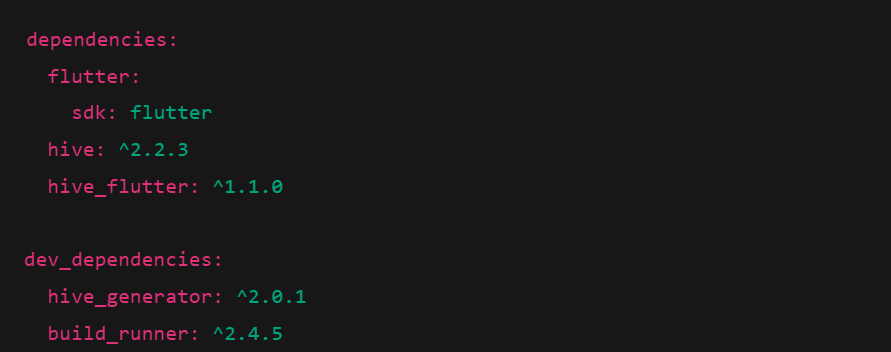 dependencies:
  flutter:
    sdk: flutter
  hive: ^2.2.3
  hive_flutter: ^1.1.0
dev_dependencies:
  hive_generator: ^2.0.1
  build_runner: ^2.4.5